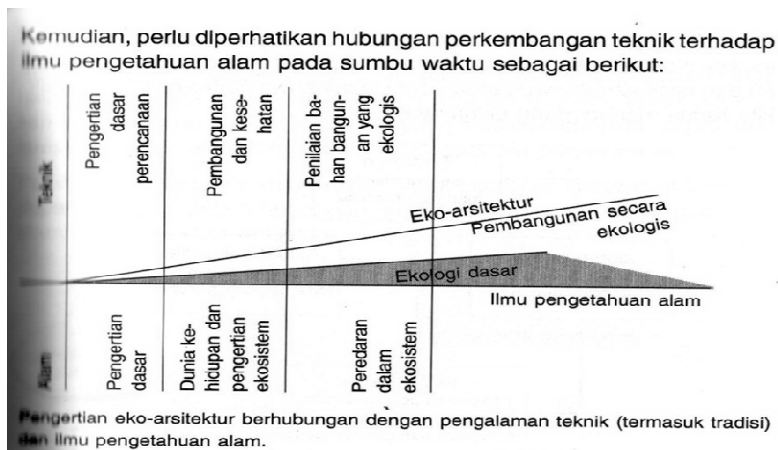 Kemudian, perlu diperhatikan hubungan perkembangan teknik terhadap
ilmu pengetahuan alam pada sumbu waktu sebagai berikut:
Teknik
Pengertian
dasar
perencanaan
Pembangunan
dan kese-
hatan
Penilaian ba-
han bangun-
an yang
ekologis
Eko-arsitektur
Pembangunan secara
ekologis
Ekologi dasar
Ilmu pengetahuan alam
Alam
Pengertian
dasar
Dunia ke-
hidupan dan
pengertian
ekosistem
Peredaran
dalam
ekosistem
Pengertian eko-arsitektur berhubungan dengan pengalaman teknik (termasuk tradisi)
dan ilmu pengetahuan alam.